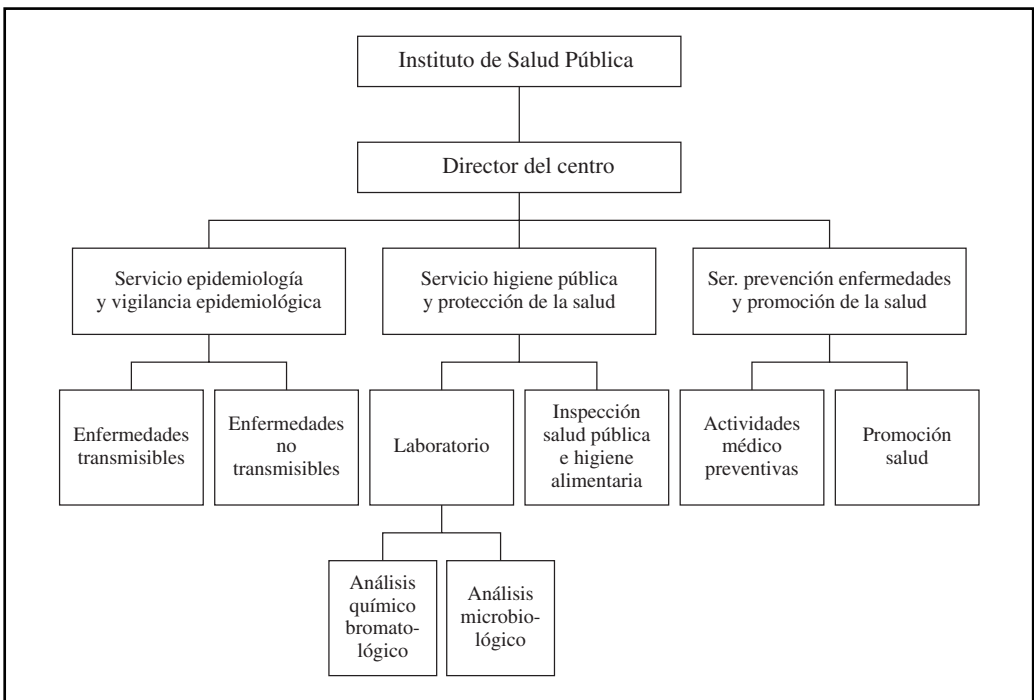 Instituto de Salud Pública
Director del centro
Servicio epidemiología
y vigilancia epidemiológica
Servicio higiene pública
y protección de la salud
Ser. prevención enfermedades
y promoción de la salud
Enfermedades
transmisibles
Enfermedades
no
transmisibles
Laboratorio
Inspección
salud pública
e higiene
alimentaria
Actividades
médico
preventivas
Promoción
salud
Análisis
químico
bromato-
lógico
Análisis
microbio-
lógico